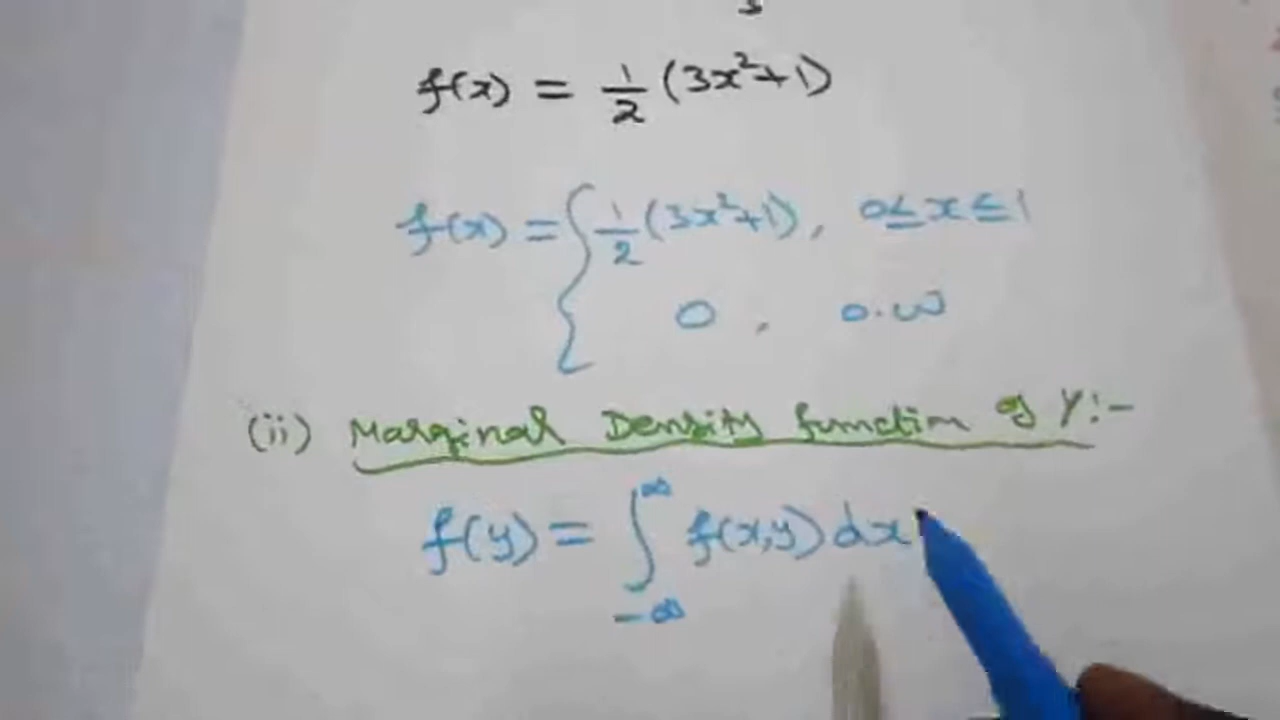 f(x) = 1/2 (3x²+1)
f(x) = { 1/2 (3x²+1), 0≤x≤1
0 , o.w
(ii) Marginal Density function of Y:-
f(y) = ∫_{-∞}^{∞} f(x,y) dx